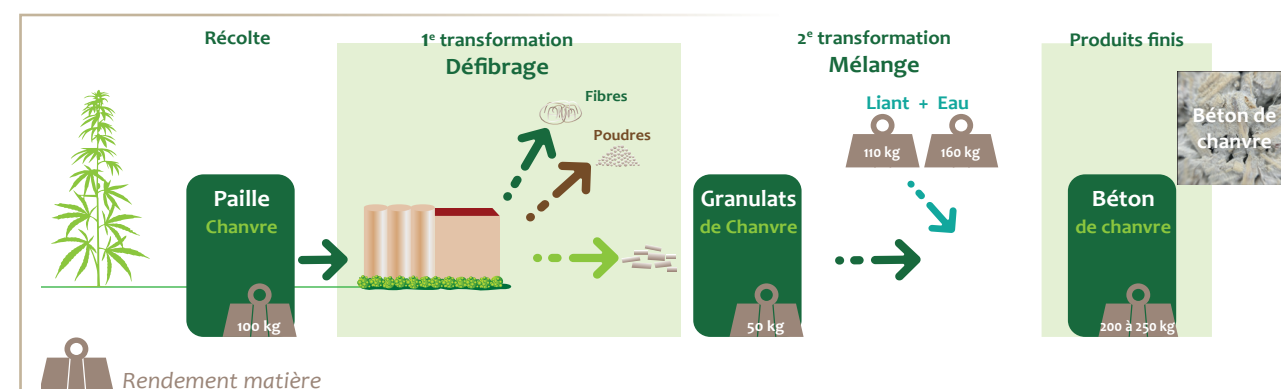 Récolte
1e transformation
Défibrage
2e transformation
Mélange
Produits finis
Fibres
Poudres
Liant + Eau
110 kg
160 kg
Béton de
chanvre
Paille
Chanvre
100 kg
Granulats
de Chanvre
50 kg
Béton
de chanvre
200 à 250 kg
Rendement matière